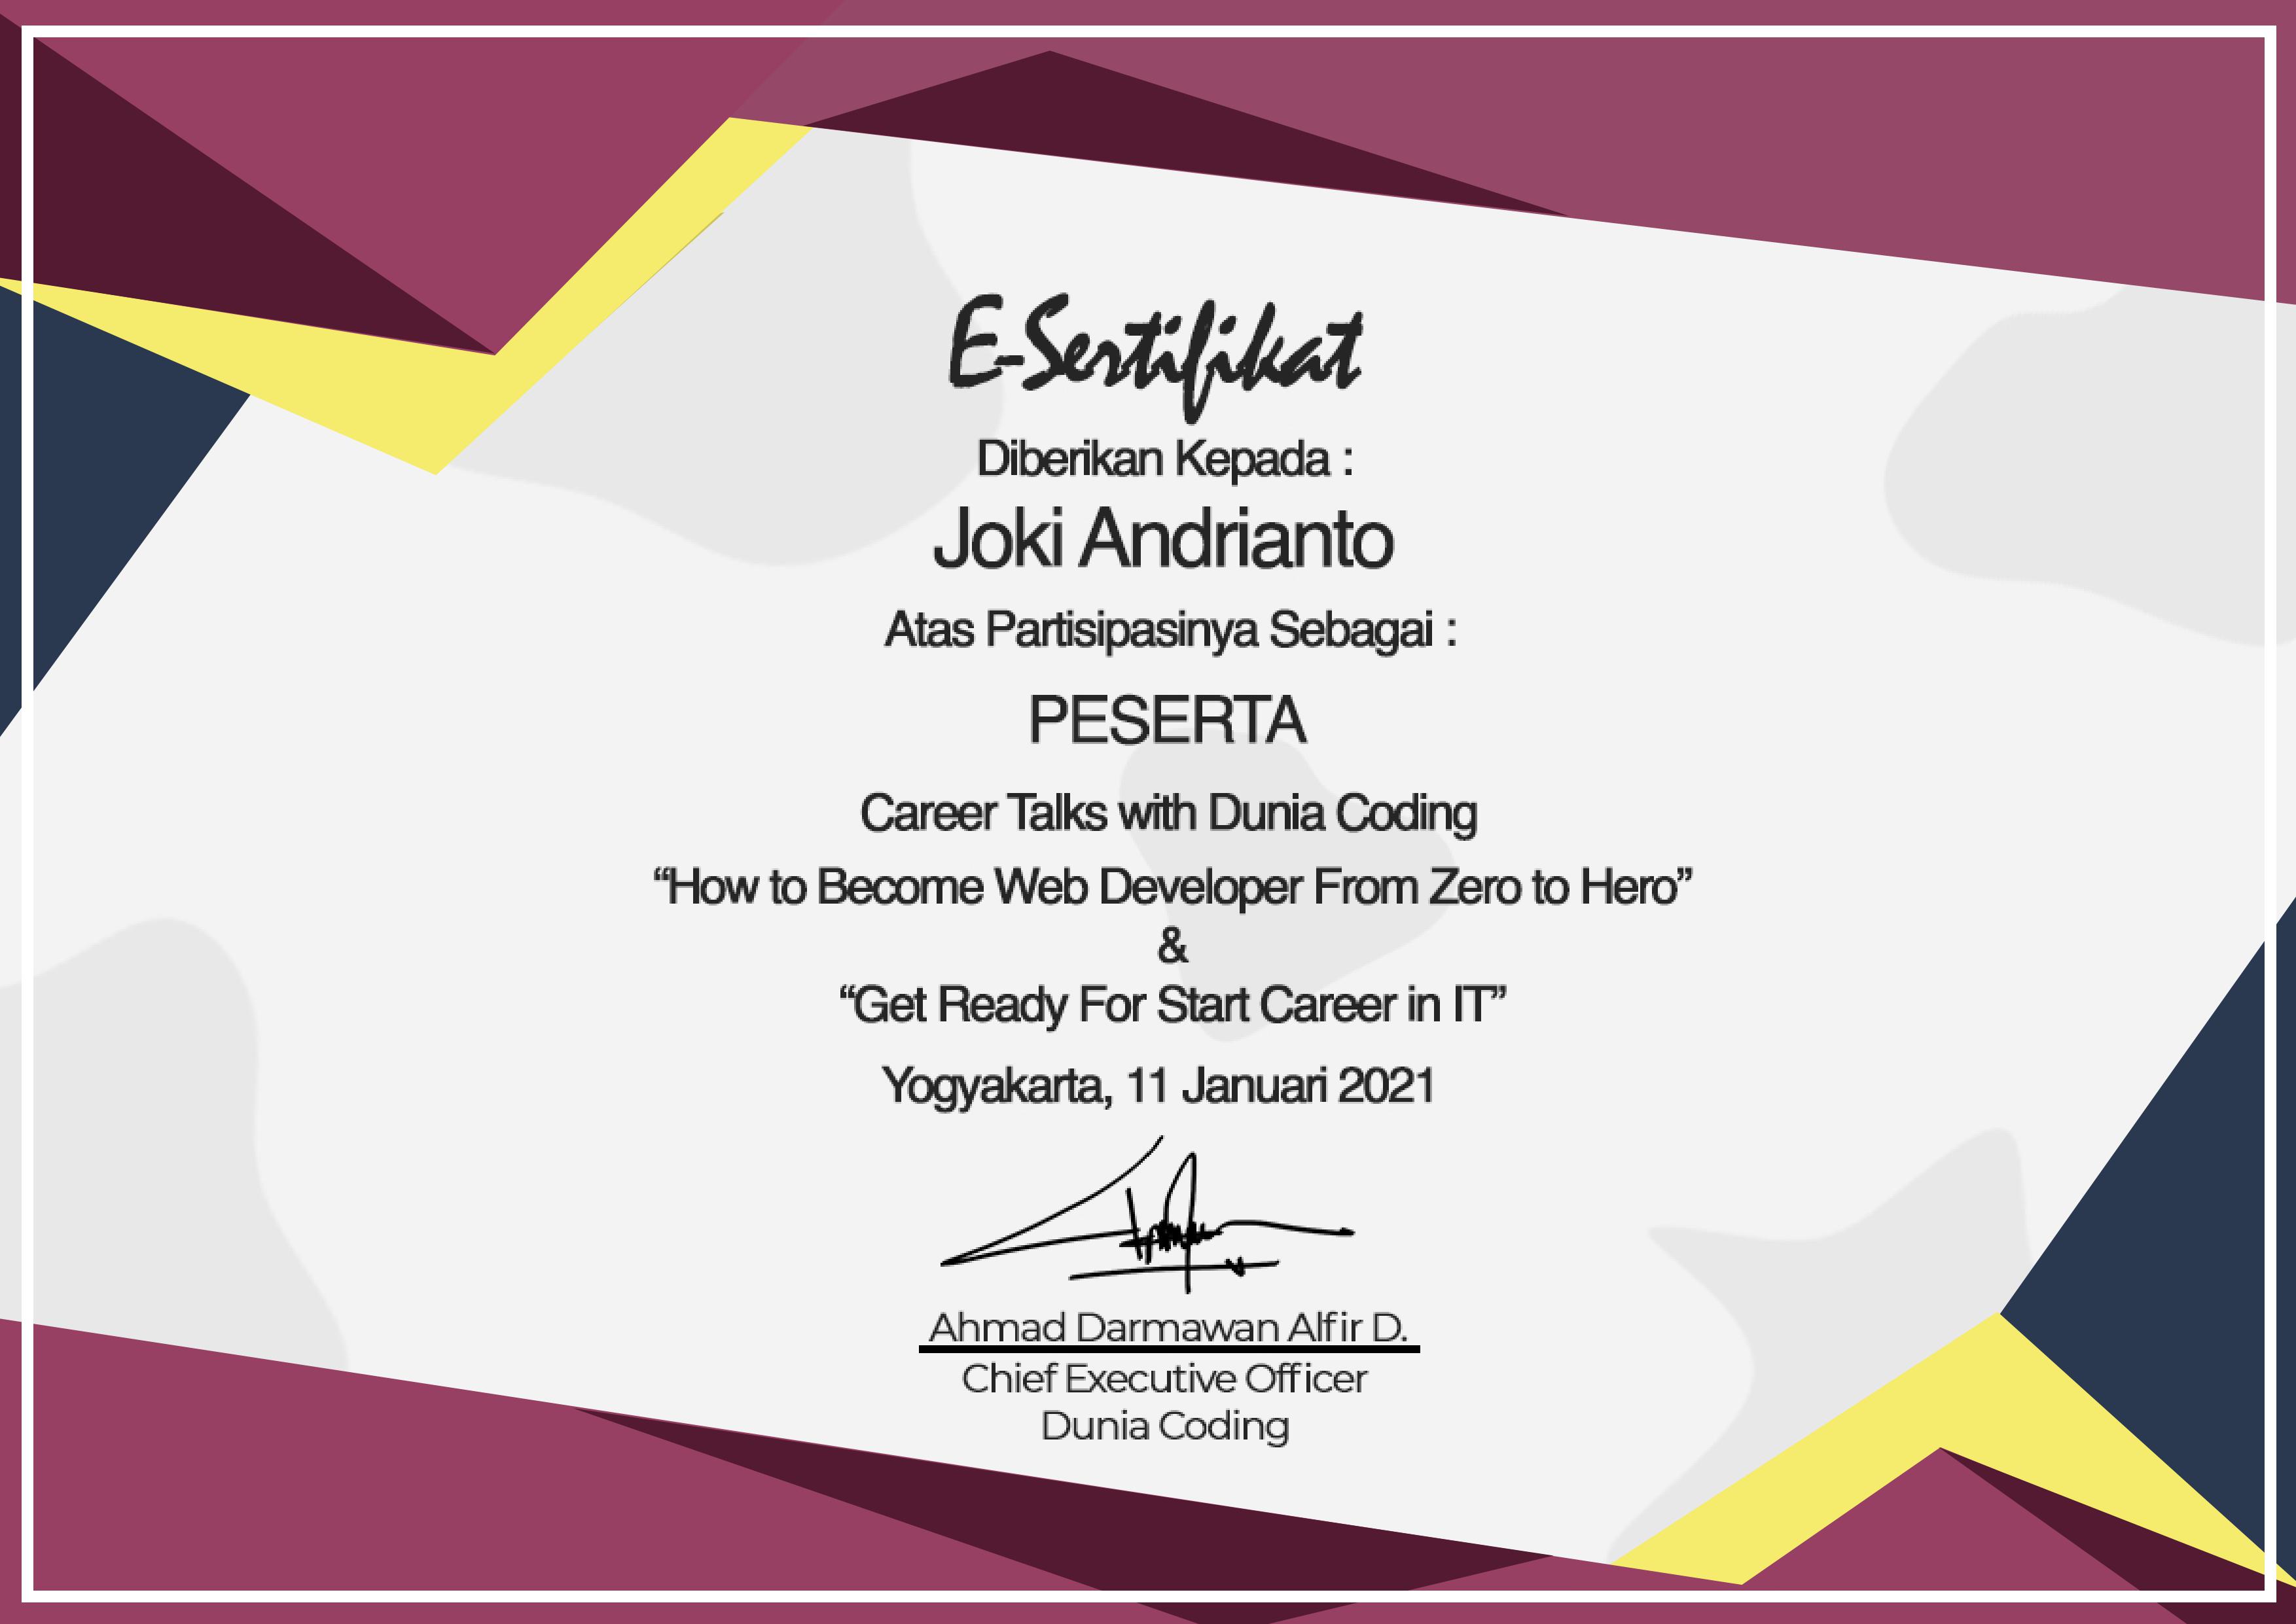 E-Sertifikat
Diberikan Kepada :
Joki Andrianto
Atas Partisipasinya Sebagai :
PESERTA
Career Talks with Dunia Coding
“How to Become Web Developer From Zero to Hero”
&
“Get Ready For Start Career in IT”
Yogyakarta, 11 Januari 2021
Ahmad Darmawan Alfir D.
Chief Executive Officer
Dunia Coding